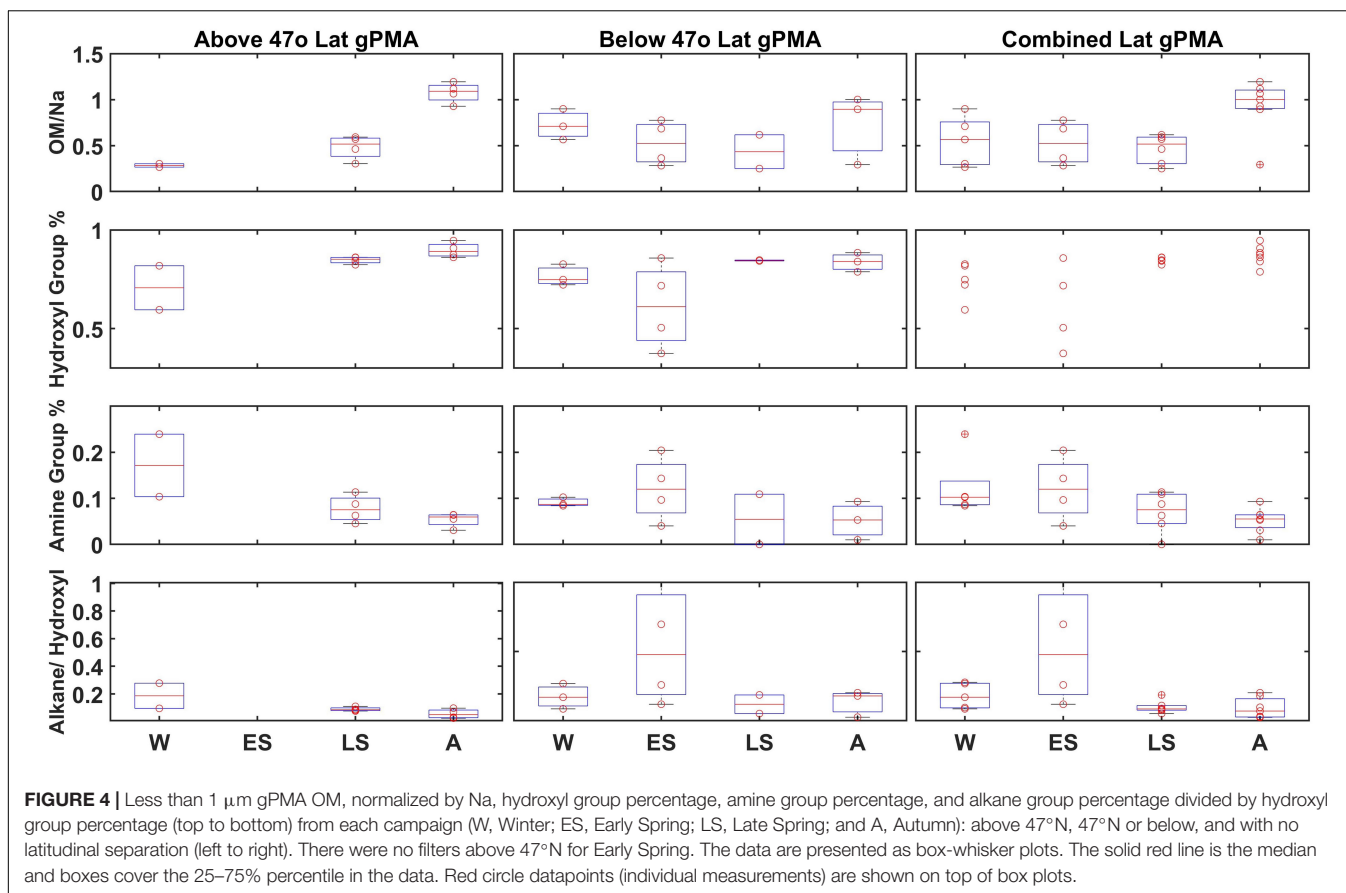 Above 47o Lat gPMA
Below 47o Lat gPMA
Combined Lat gPMA
OM/Na
1.5
1
0.5
0
Hydroxyl Group %
1
0.5
Amine Group %
0.2
0.1
0
Alkane/ Hydroxyl
1
0.8
0.6
0.4
0.2
W ES LS A
W ES LS A
W ES LS A
FIGURE 4 | Less than 1 μm gPMA OM, normalized by Na, hydroxyl group percentage, amine group percentage, and alkane group percentage divided by hydroxyl
group percentage (top to bottom) from each campaign (W, Winter; ES, Early Spring; LS, Late Spring; and A, Autumn): above 47°N, 47°N or below, and with no
latitudinal separation (left to right). There were no filters above 47°N for Early Spring. The data are presented as box-whisker plots. The solid red line is the median
and boxes cover the 25–75% percentile in the data. Red circle datapoints (individual measurements) are shown on top of box plots.